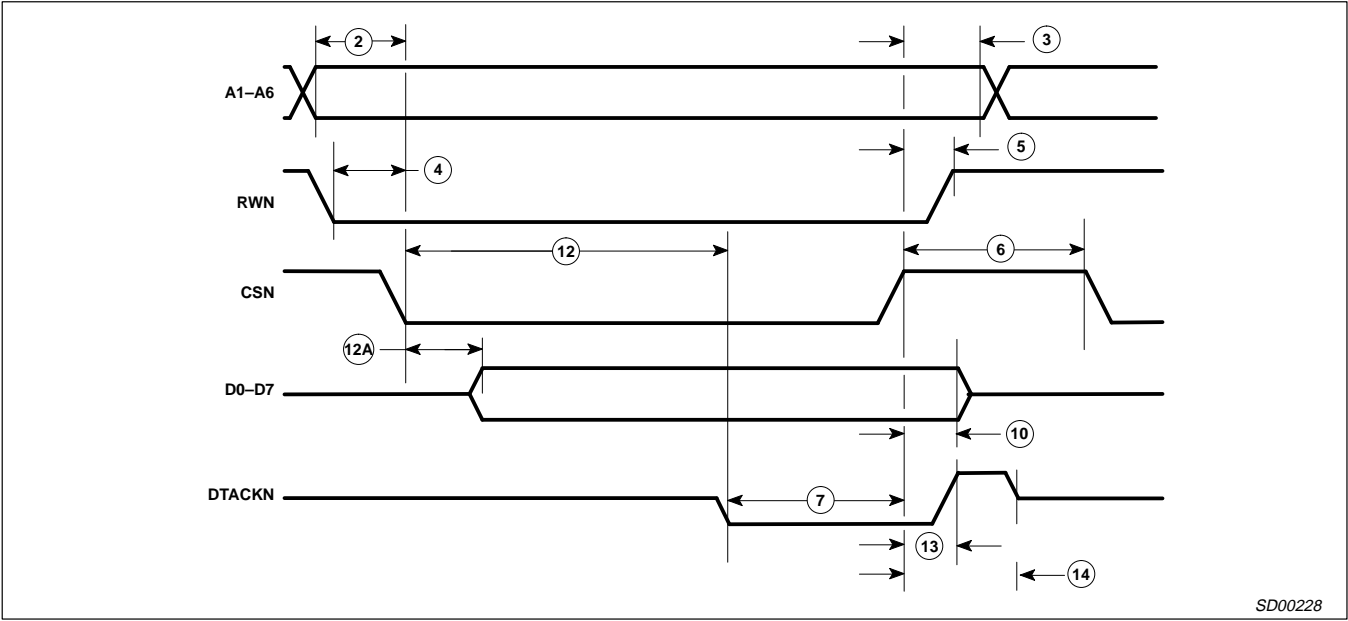 2
3
A1–A6
5
4
RWN
12
6
CSN
12A
D0–D7
10
DTACKN
7
13
14
SD00228